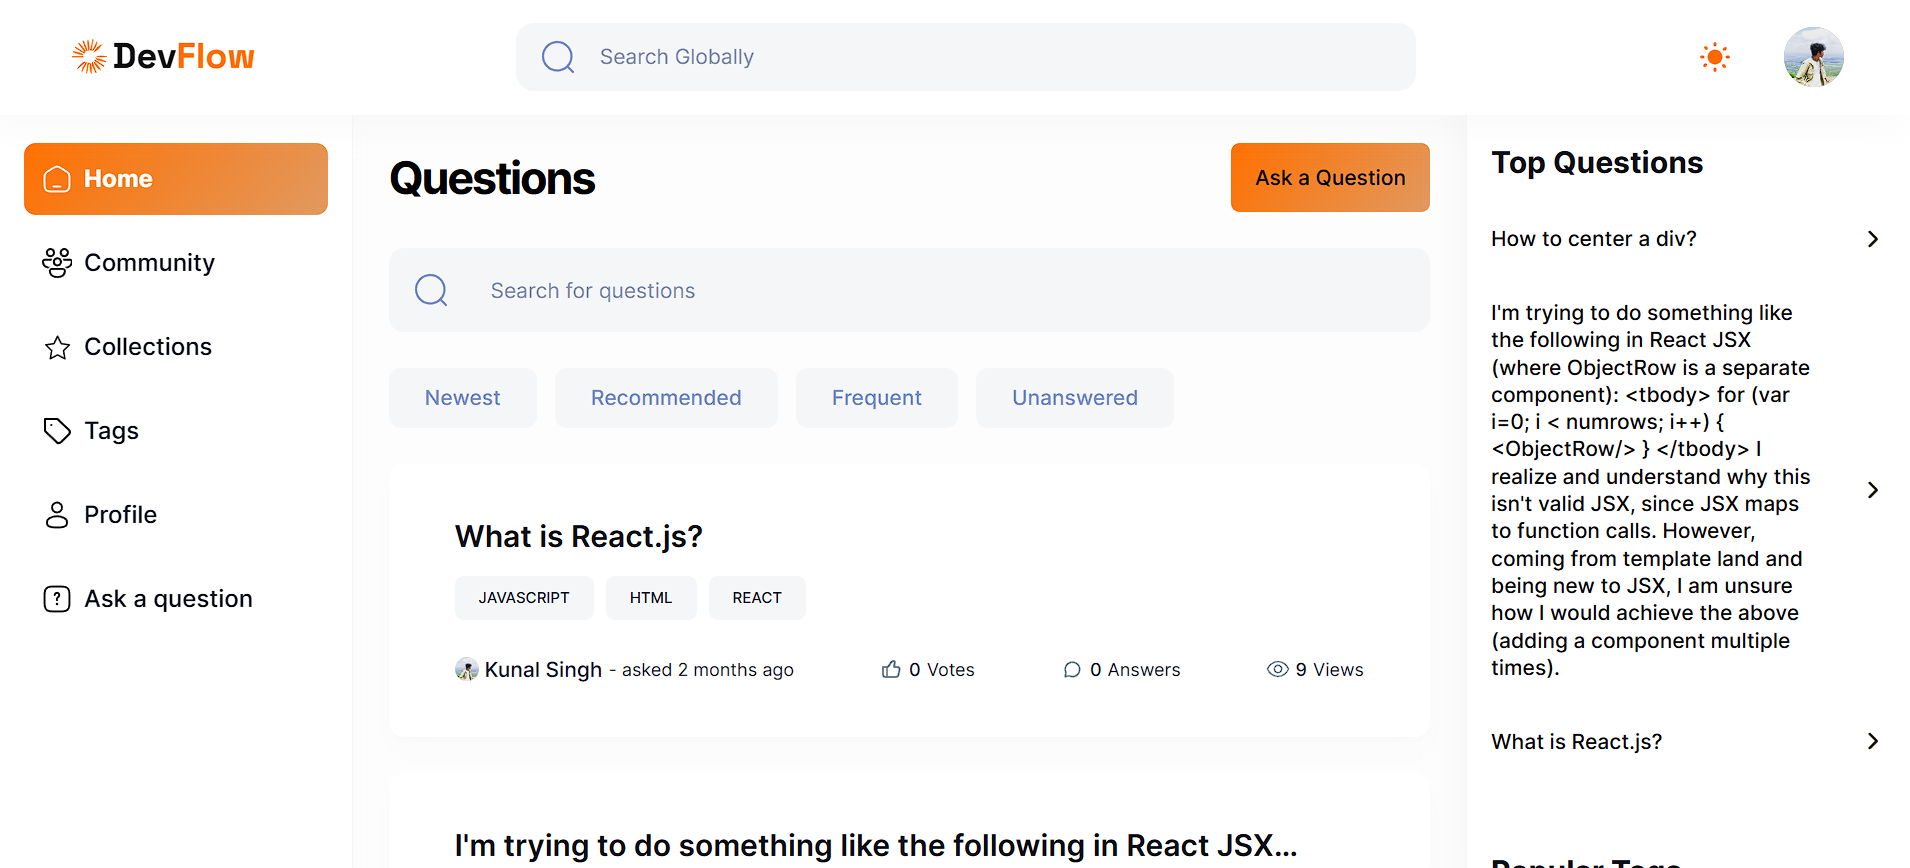 DevFlow
Search Globally
Home
Community
Collections
Tags
Profile
Ask a question
Questions
Ask a Question
Search for questions
Newest
Recommended
Frequent
Unanswered
What is React.js?
JAVASCRIPT
HTML
REACT
Kunal Singh - asked 2 months ago
0 Votes
0 Answers
9 Views
I'm trying to do something like the following in React JSX...
Top Questions
How to center a div?
I'm trying to do something like
the following in React JSX
(where ObjectRow is a separate
component): <tbody> for (var
i=0; i < numrows; i++) {
<ObjectRow/> } </tbody> I
realize and understand why this
isn't valid JSX, since JSX maps
to function calls. However,
coming from template land and
being new to JSX, I am unsure
how I would achieve the above
(adding a component multiple
times).
What is React.js?
Popular Tags